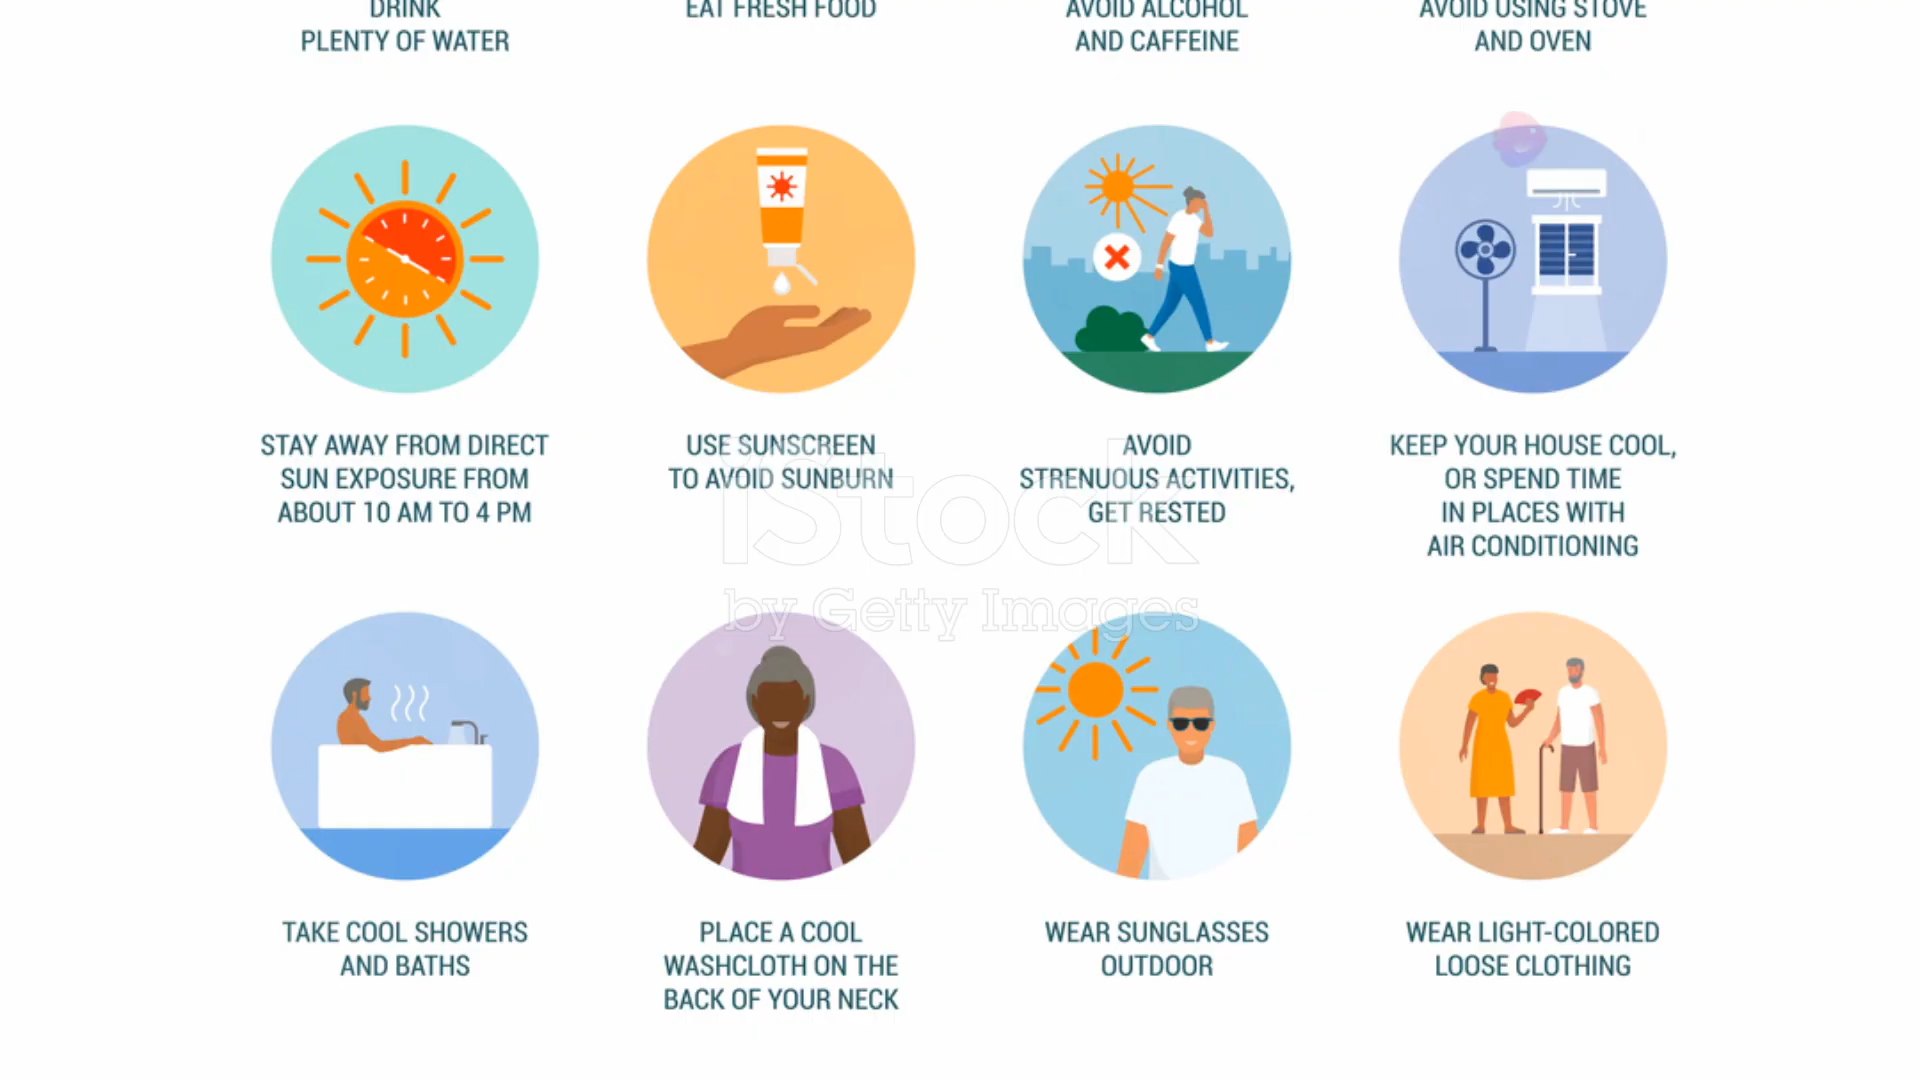 DRINK
PLENTY OF WATER
EAT FRESH FOOD
AVOID ALCOHOL
AND CAFFEINE
AVOID USING STOVE
AND OVEN
STAY AWAY FROM DIRECT
SUN EXPOSURE FROM
ABOUT 10 AM TO 4 PM
USE SUNSCREEN
TO AVOID SUNBURN
AVOID
STRENUOUS ACTIVITIES,
GET RESTED
KEEP YOUR HOUSE COOL,
OR SPEND TIME
IN PLACES WITH
AIR CONDITIONING
iStock
by Getty Images
TAKE COOL SHOWERS
AND BATHS
PLACE A COOL
WASHCLOTH ON THE
BACK OF YOUR NECK
WEAR SUNGLASSES
OUTDOOR
WEAR LIGHT-COLORED
LOOSE CLOTHING